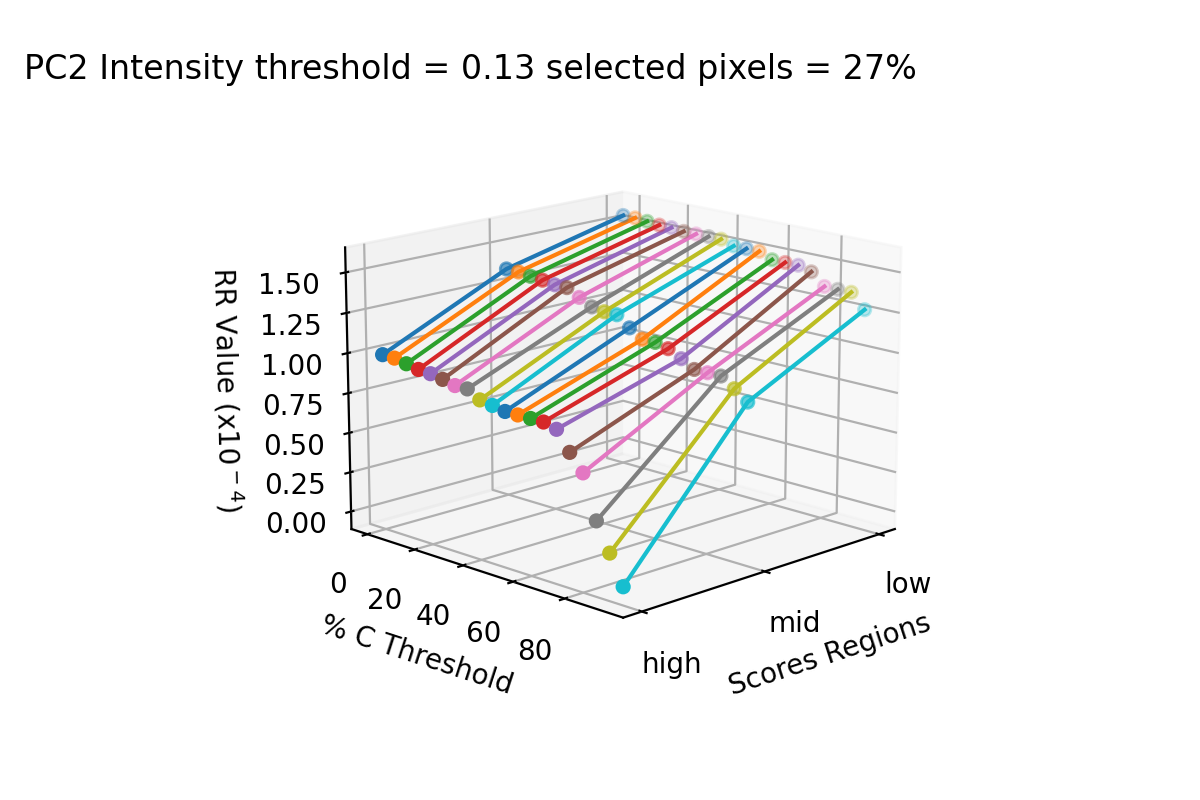 PC2 Intensity threshold = 0.13 selected pixels = 27%
RR Value (x10⁻⁴)
1.50
1.25
1.00
0.75
0.50
0.25
0.00
0
20
40
60
80
% C Threshold
high
mid
low
Scores Regions